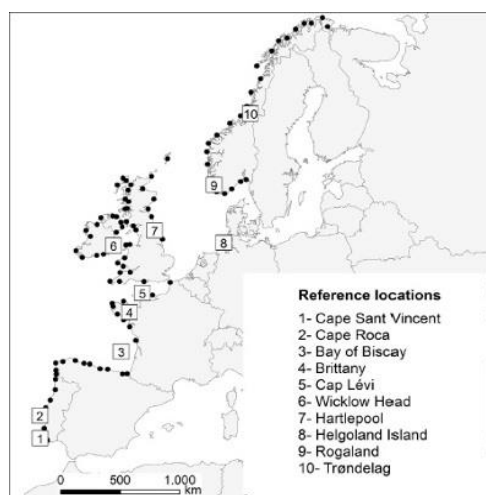 10
9
7
8
6
5
4
3
2
1
Reference locations
1- Cape Sant Vincent
2- Cape Roca
3- Bay of Biscay
4- Brittany
5- Cap Lévi
6- Wicklow Head
7- Hartlepool
8- Helgoland Island
9- Rogaland
10- Trøndelag
0 500 1.000
km